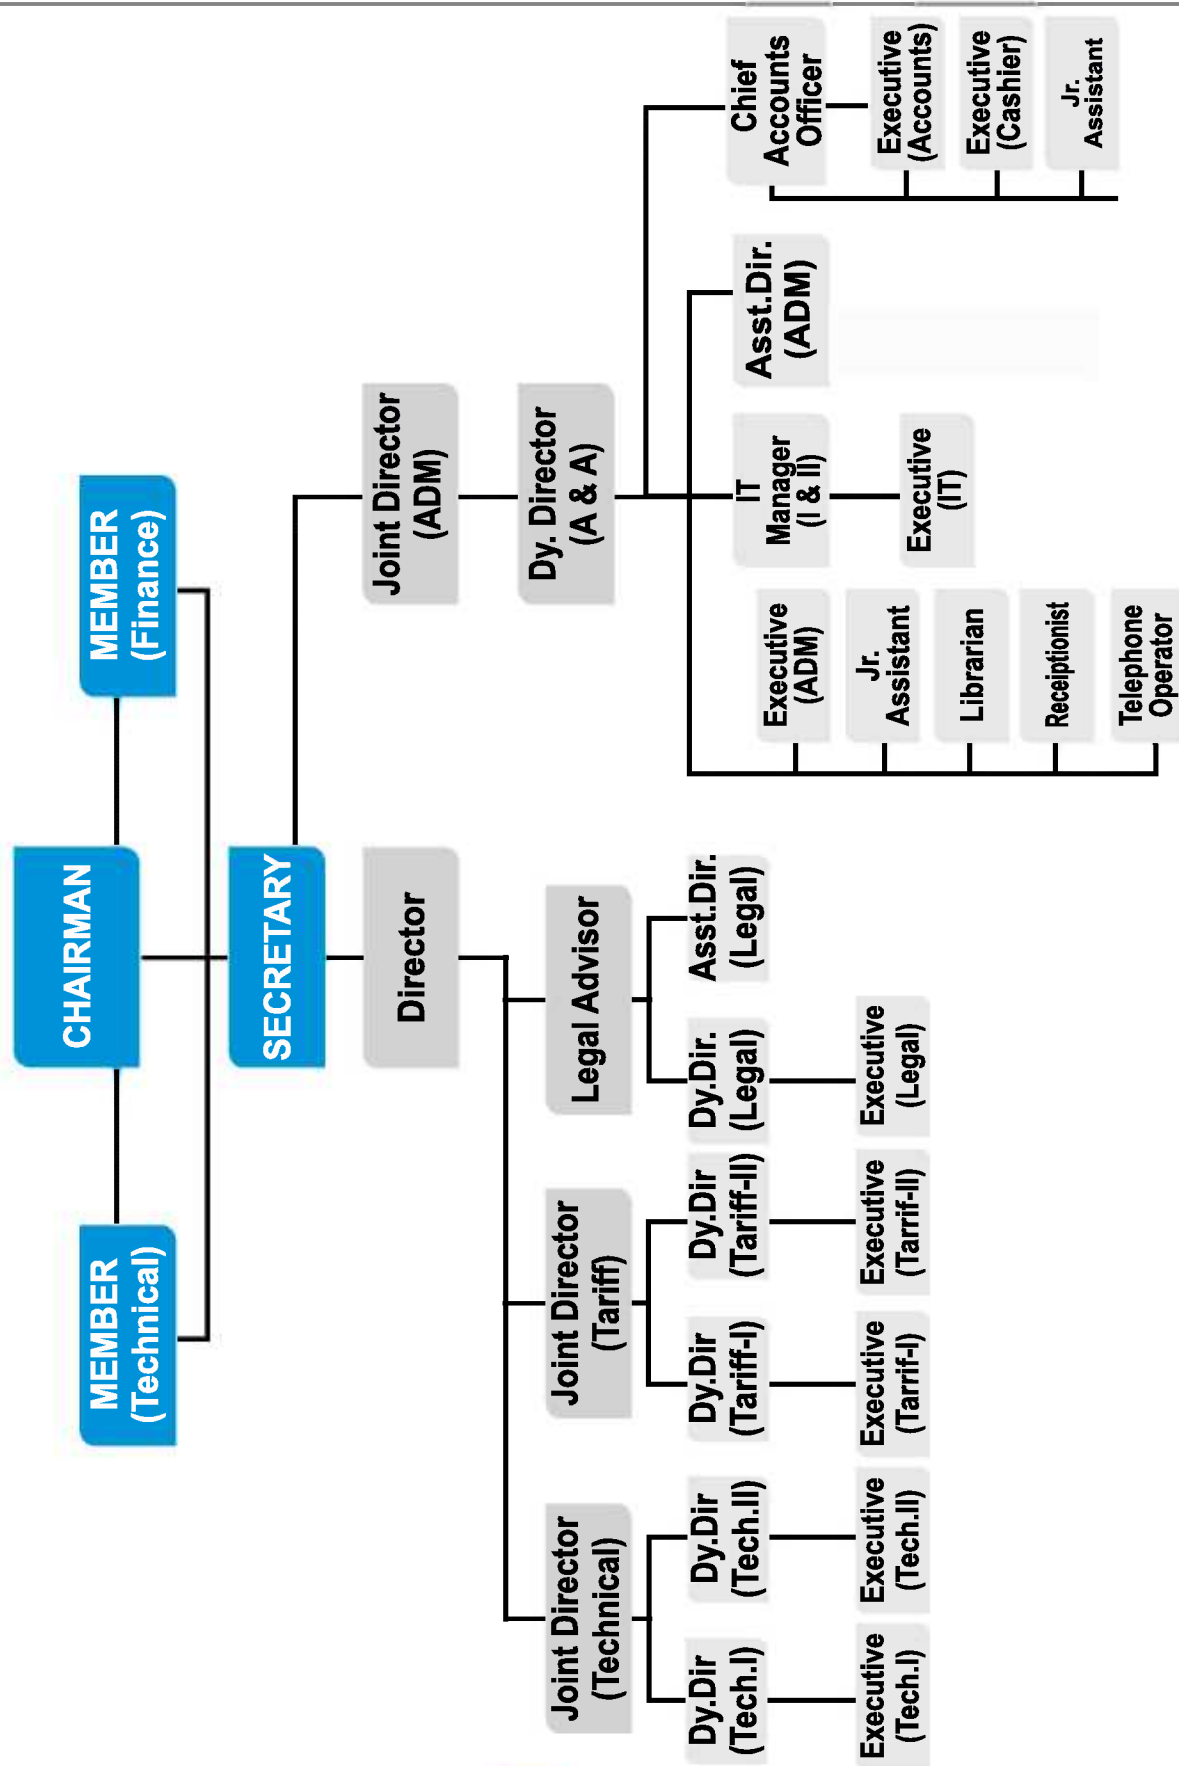 CHAIRMAN
MEMBER
(Technical)
MEMBER
(Finance)
SECRETARY
Director
Joint Director
(ADM)
Dy. Director
(A & A)
Joint Director
(Technical)
Joint Director
(Tariff)
Legal Advisor
Dy.Dir
(Tech.I)
Dy.Dir
(Tech.II)
Dy.Dir
(Tariff-I)
Dy.Dir
(Tariff-II)
Dy.Dir.
(Legal)
Asst.Dir.
(Legal)
Executive
(Tech.I)
Executive
(Tech.II)
Executive
(Tarrif-I)
Executive
(Tarrif-II)
Executive
(Legal)
Executive
(ADM)
Jr.
Assistant
Librarian
Receiptionist
Telephone
Operator
IT
Manager
(I & II)
Executive
(IT)
Asst.Dir.
(ADM)
Chief
Accounts
Officer
Executive
(Accounts)
Executive
(Cashier)
Jr.
Assistant